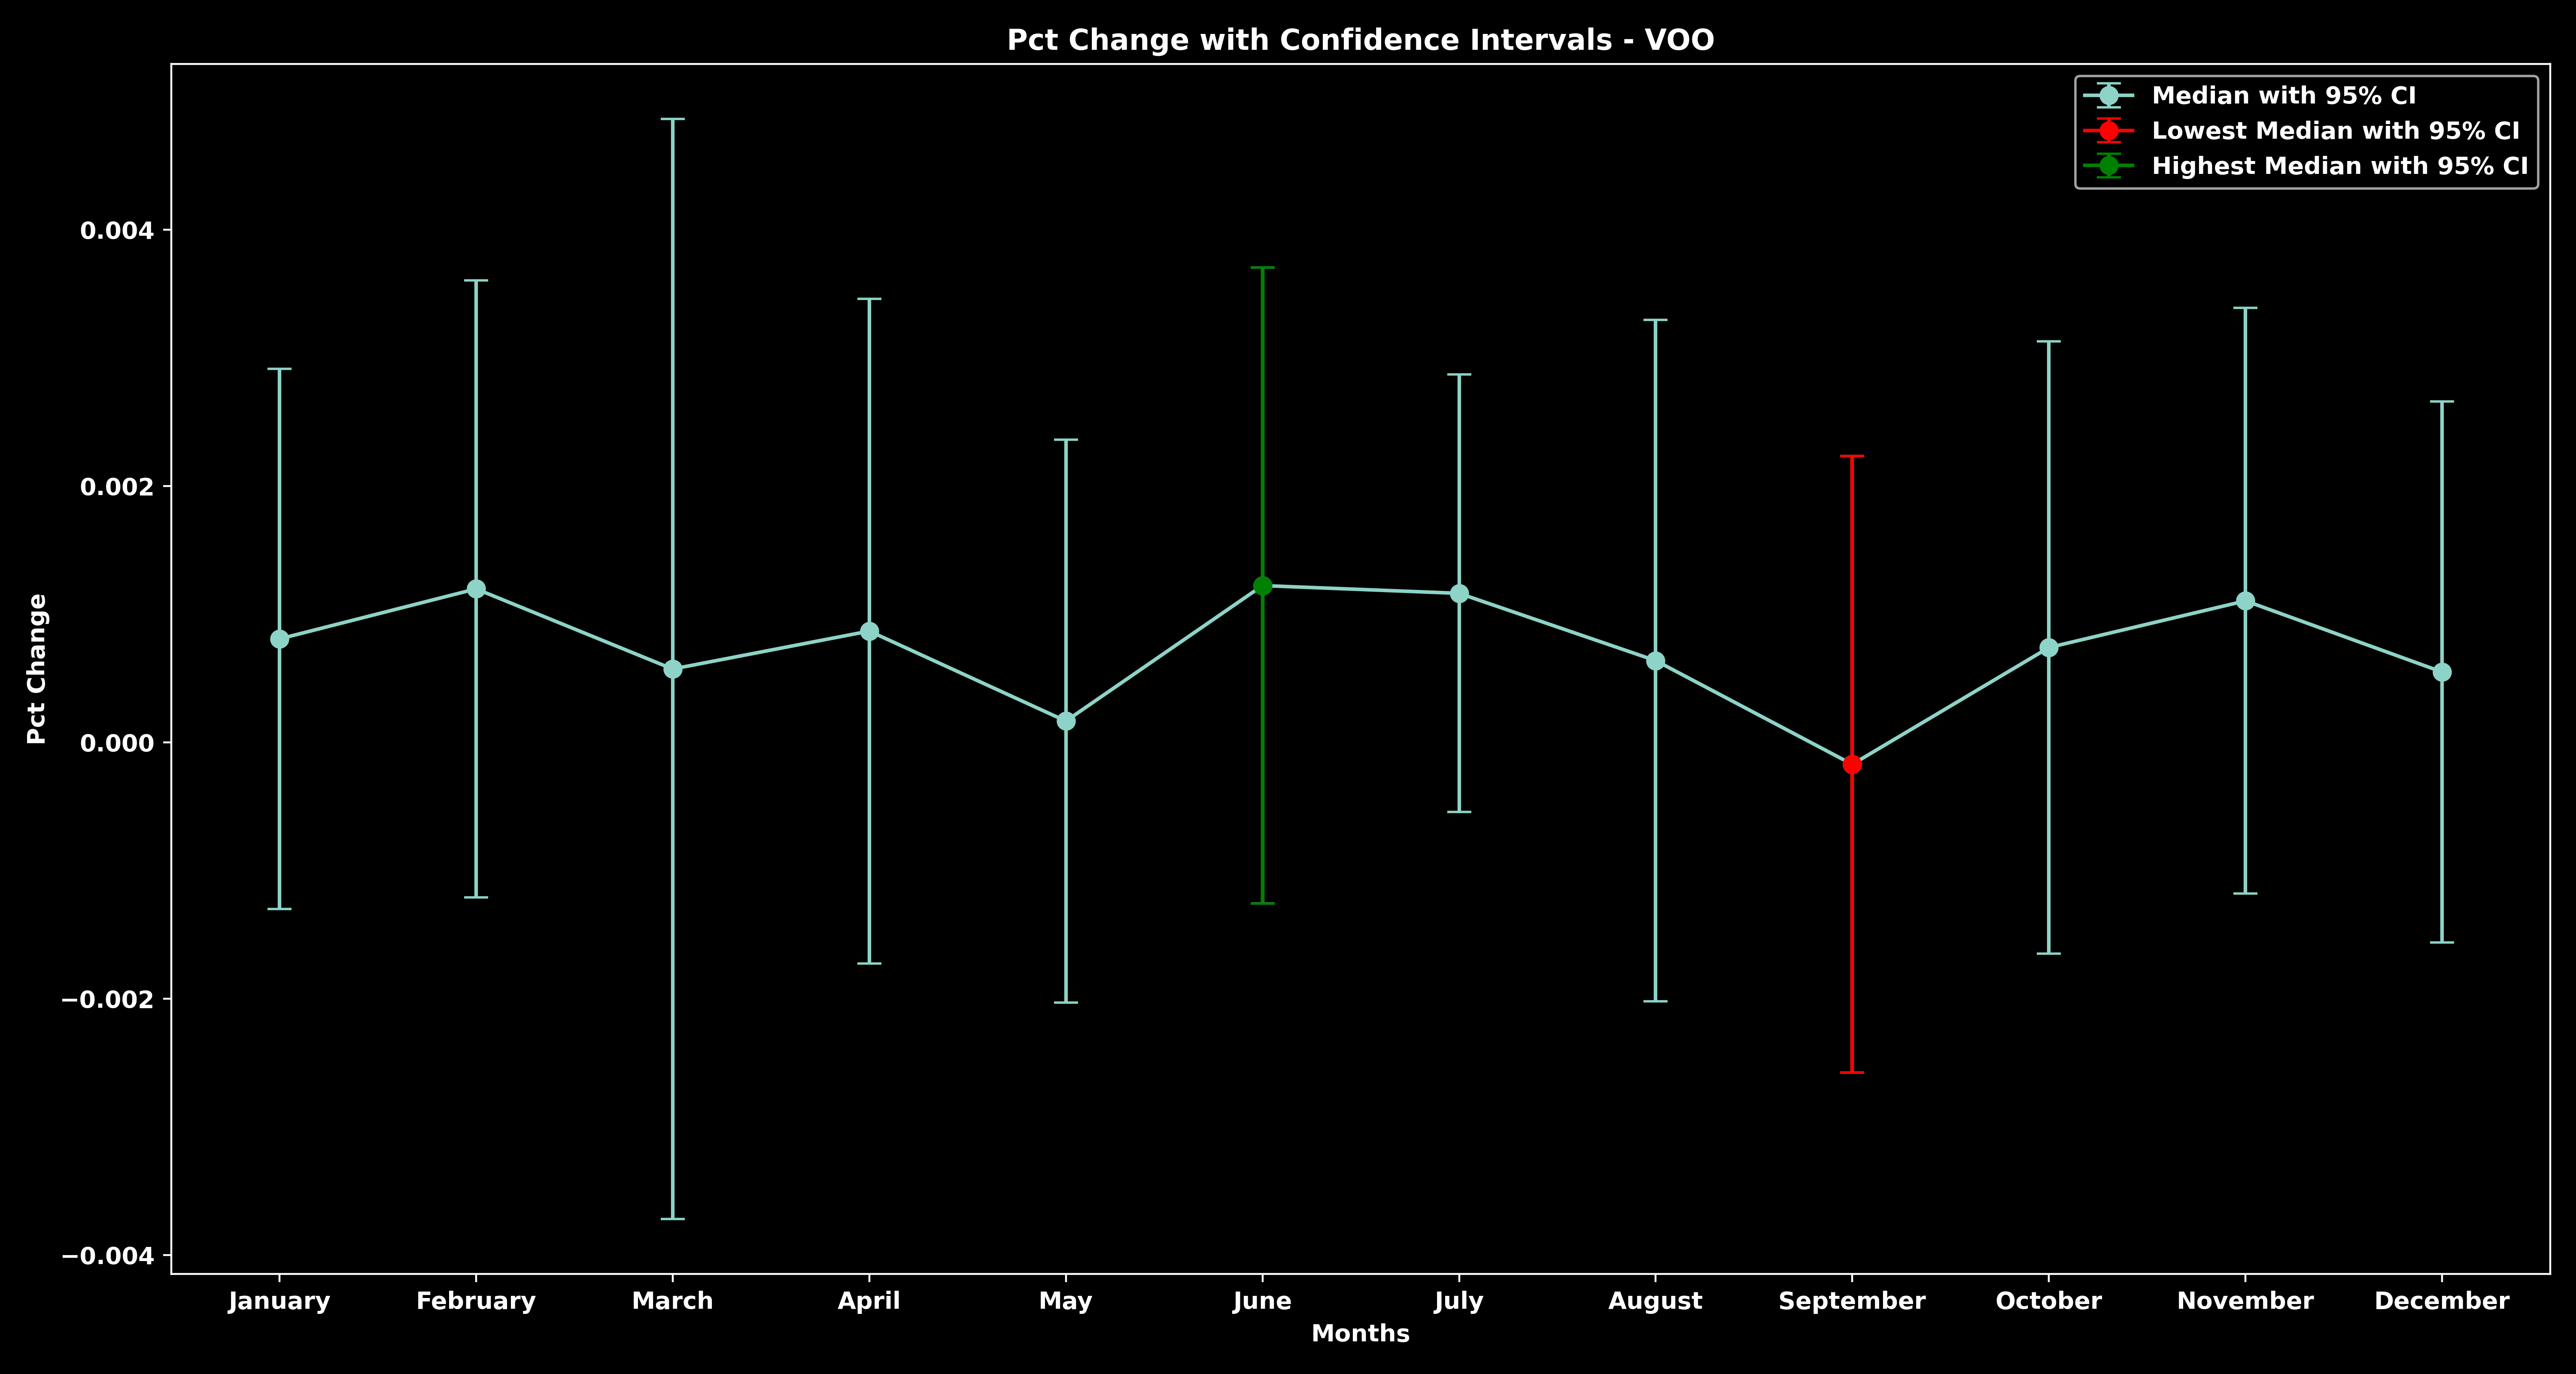 Pct Change with Confidence Intervals - VOO
Median with 95% CI
Lowest Median with 95% CI
Highest Median with 95% CI
0.004
0.002
0.000
−0.002
−0.004
Pct Change
January February March April May June July August September October November December
Months